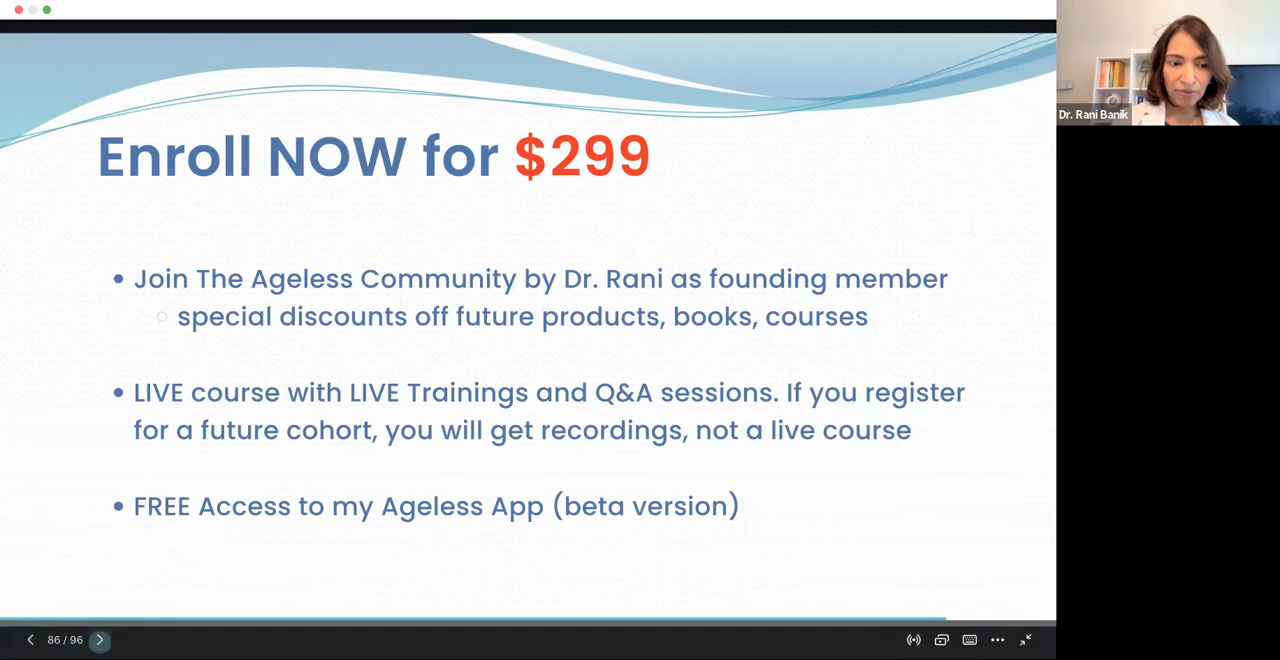 Enroll NOW for $299
Join The Ageless Community by Dr. Rani as founding member
special discounts off future products, books, courses
LIVE course with LIVE Trainings and Q&A sessions. If you register
for a future cohort, you will get recordings, not a live course
FREE Access to my Ageless App (beta version)
86 / 96
Dr. Rani Banik